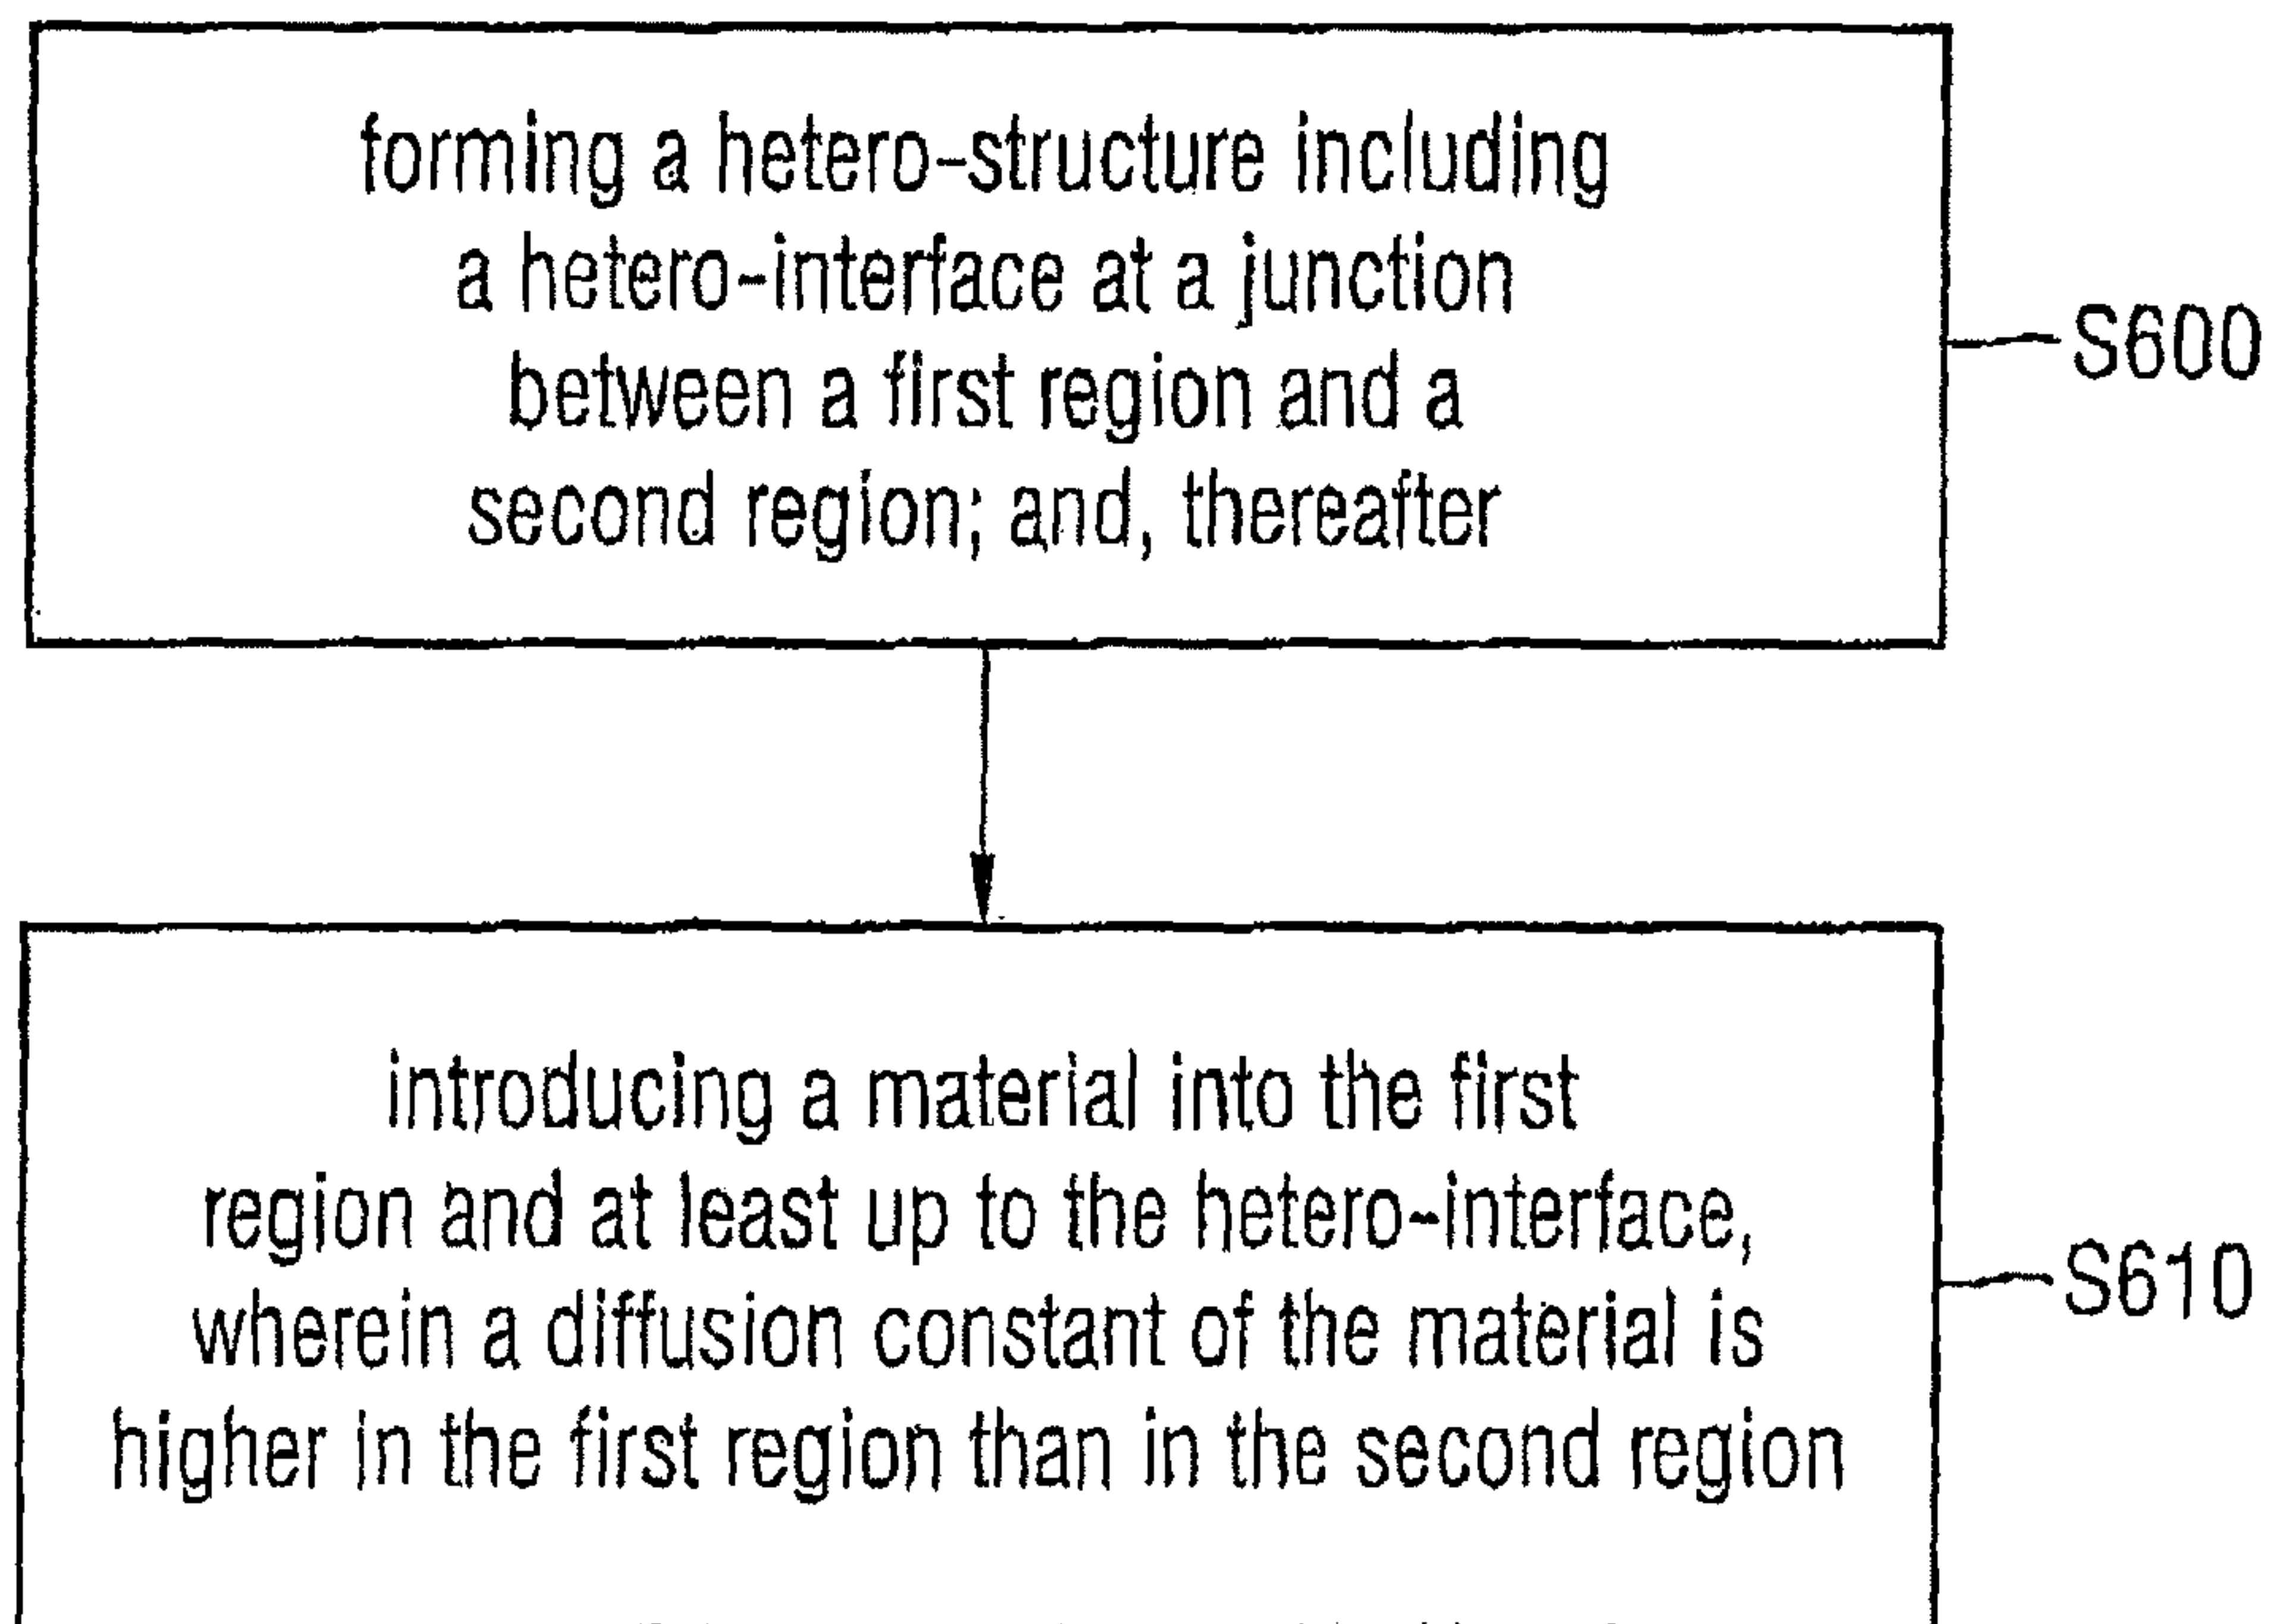 forming a hetero-structure including
a hetero-interface at a junction
between a first region and a
second region; and, thereafter
S600
introducing a material into the first
region and at least up to the hetero-interface,
wherein a diffusion constant of the material is
higher in the first region than in the second region
S610